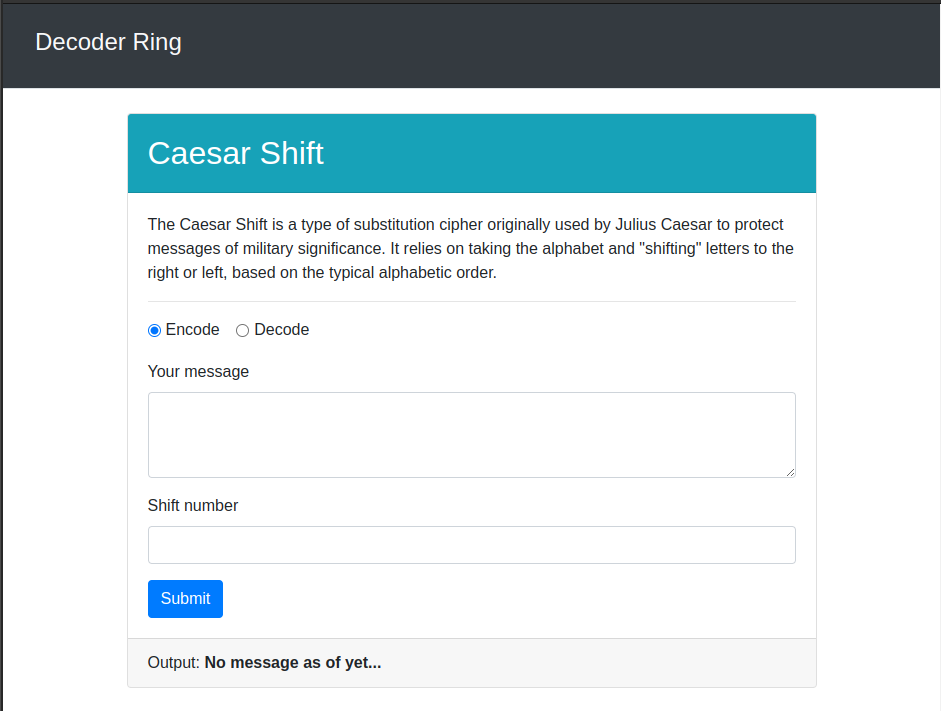 Decoder Ring
Caesar Shift
The Caesar Shift is a type of substitution cipher originally used by Julius Caesar to protect
messages of military significance. It relies on taking the alphabet and "shifting" letters to the
right or left, based on the typical alphabetic order.
Encode Decode
Your message
Shift number
Submit
Output: No message as of yet...